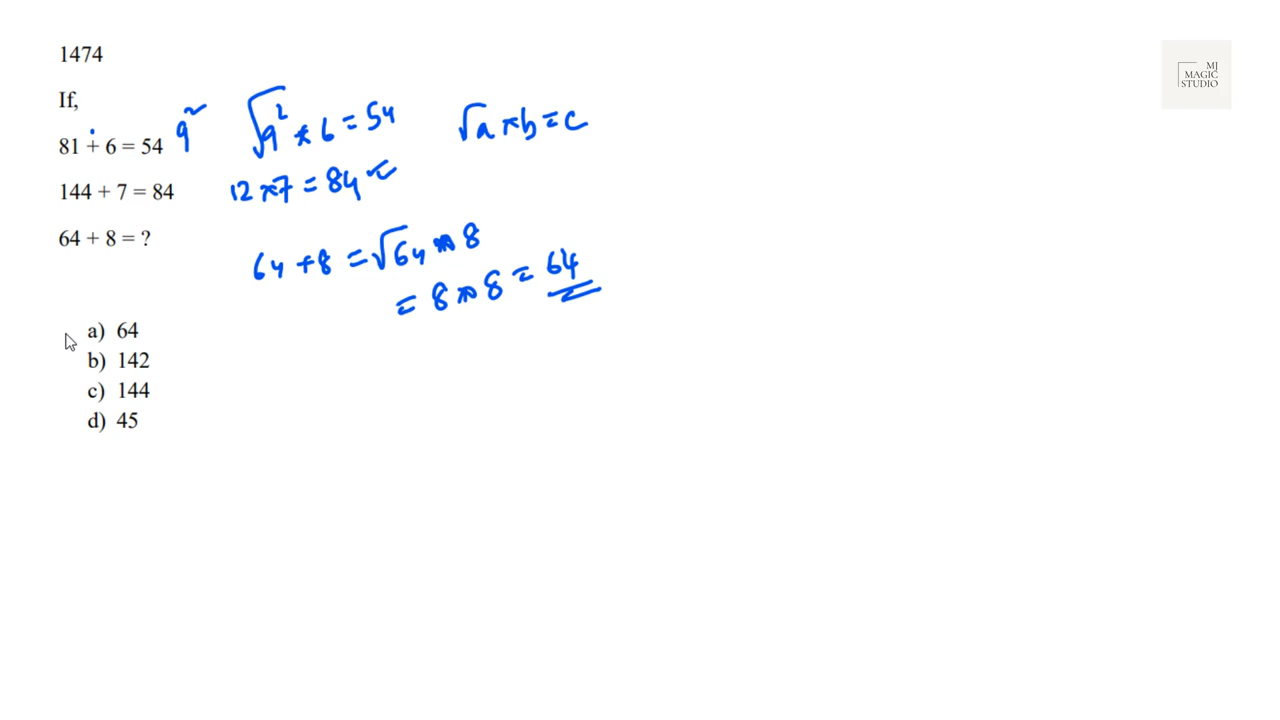 1474
If,
81 + 6 = 54
144 + 7 = 84
64 + 8 = ?
a) 64
b) 142
c) 144
d) 45
9²
√9² * 6 = 54
12 × 7 = 84
√a × b = c
64 + 8 = √64 × 8
= 8 × 8 = 64
MJ
MAGIC
STUDIO